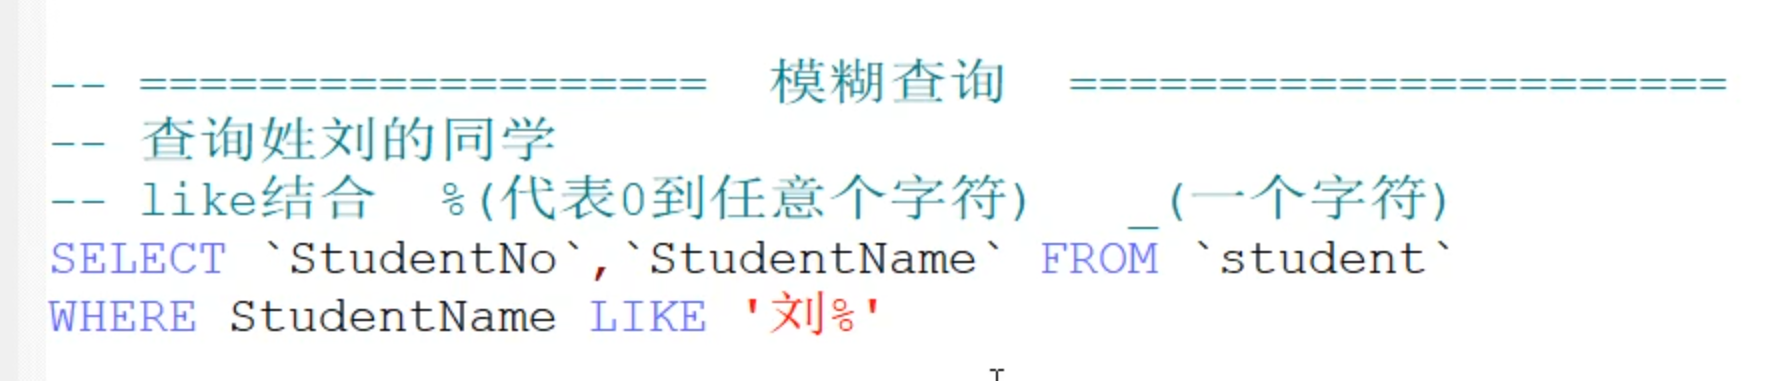 -- =================== 模糊查询 ======================
-- 查询姓刘的同学
-- like结合 %(代表0到任意个字符) _(一个字符)
SELECT `StudentNo`,`StudentName` FROM `student`
WHERE StudentName LIKE '刘%'